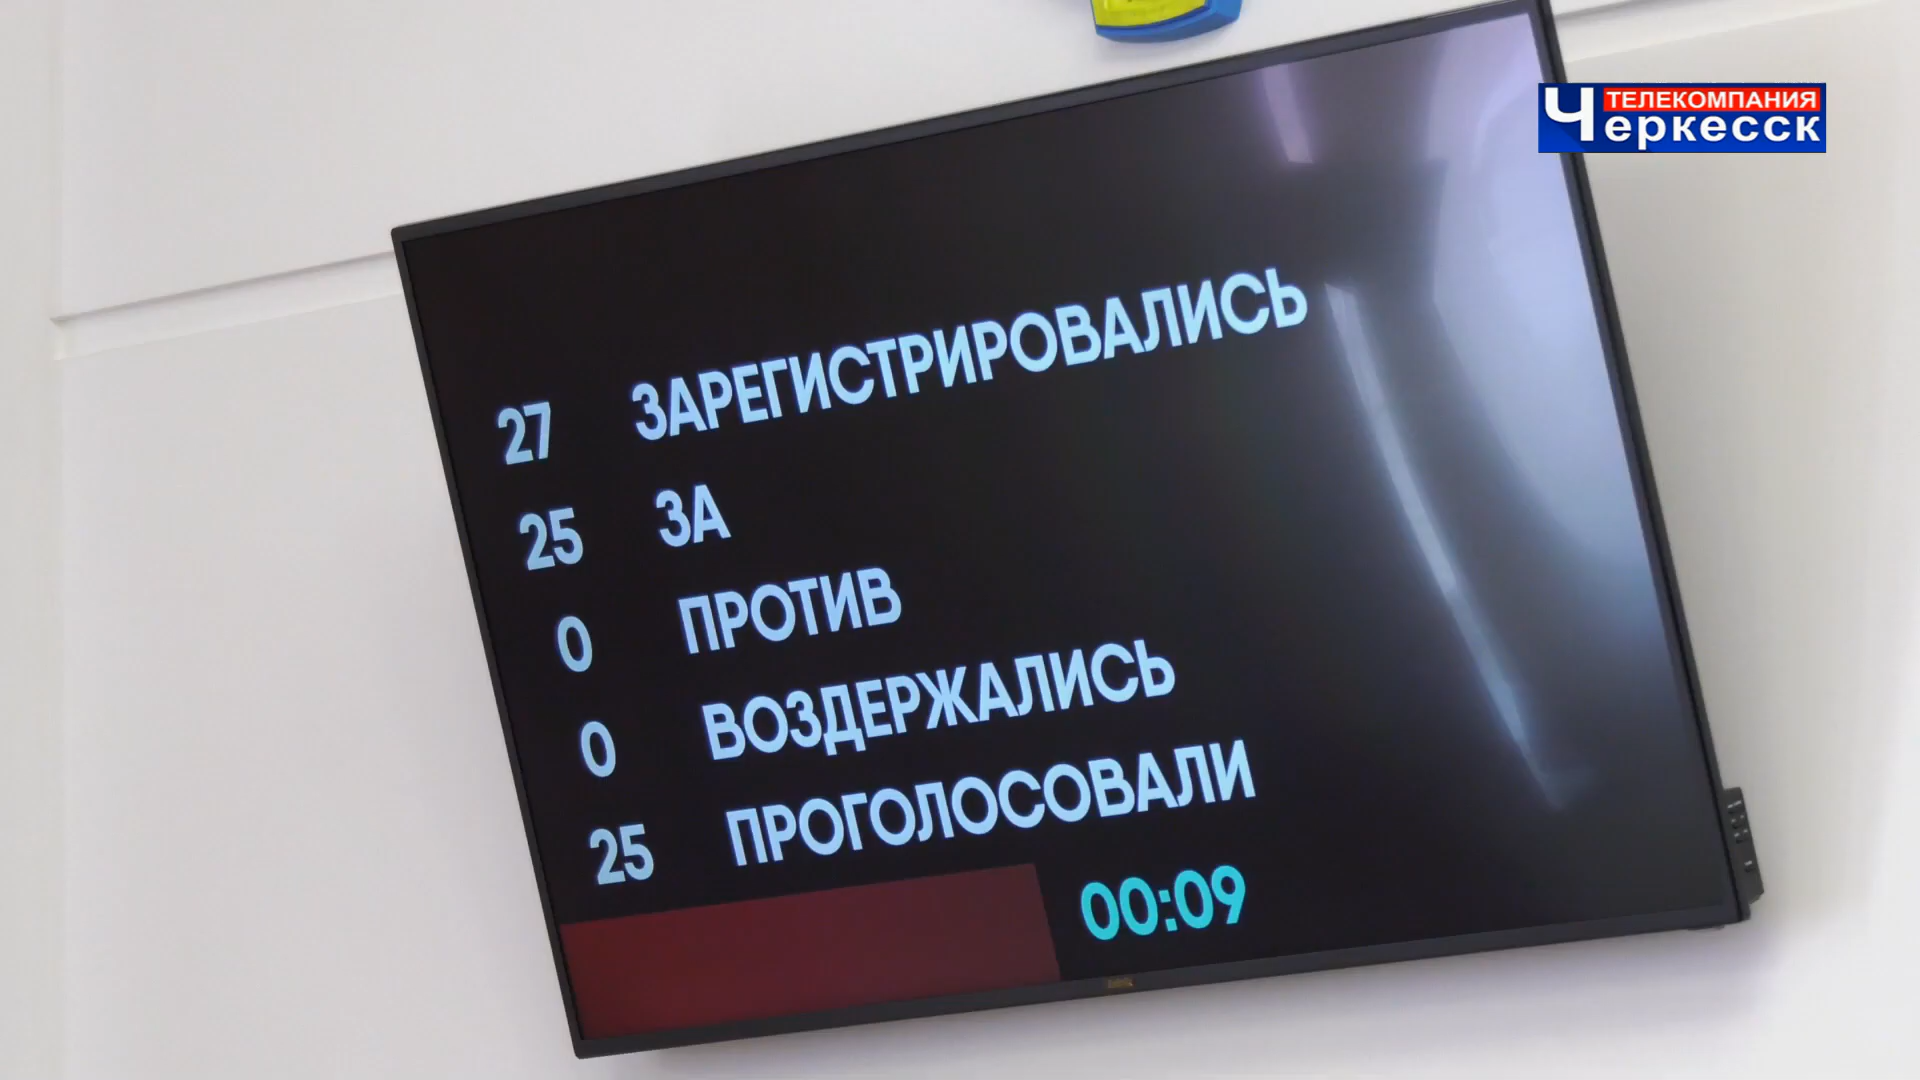 ТЕЛЕКОМПАНИЯ
Черкесск
27 ЗАРЕГИСТРИРОВАЛИСЬ
25 ЗА
0 ПРОТИВ
0 ВОЗДЕРЖАЛИСЬ
25 ПРОГОЛОСОВАЛИ
00:09